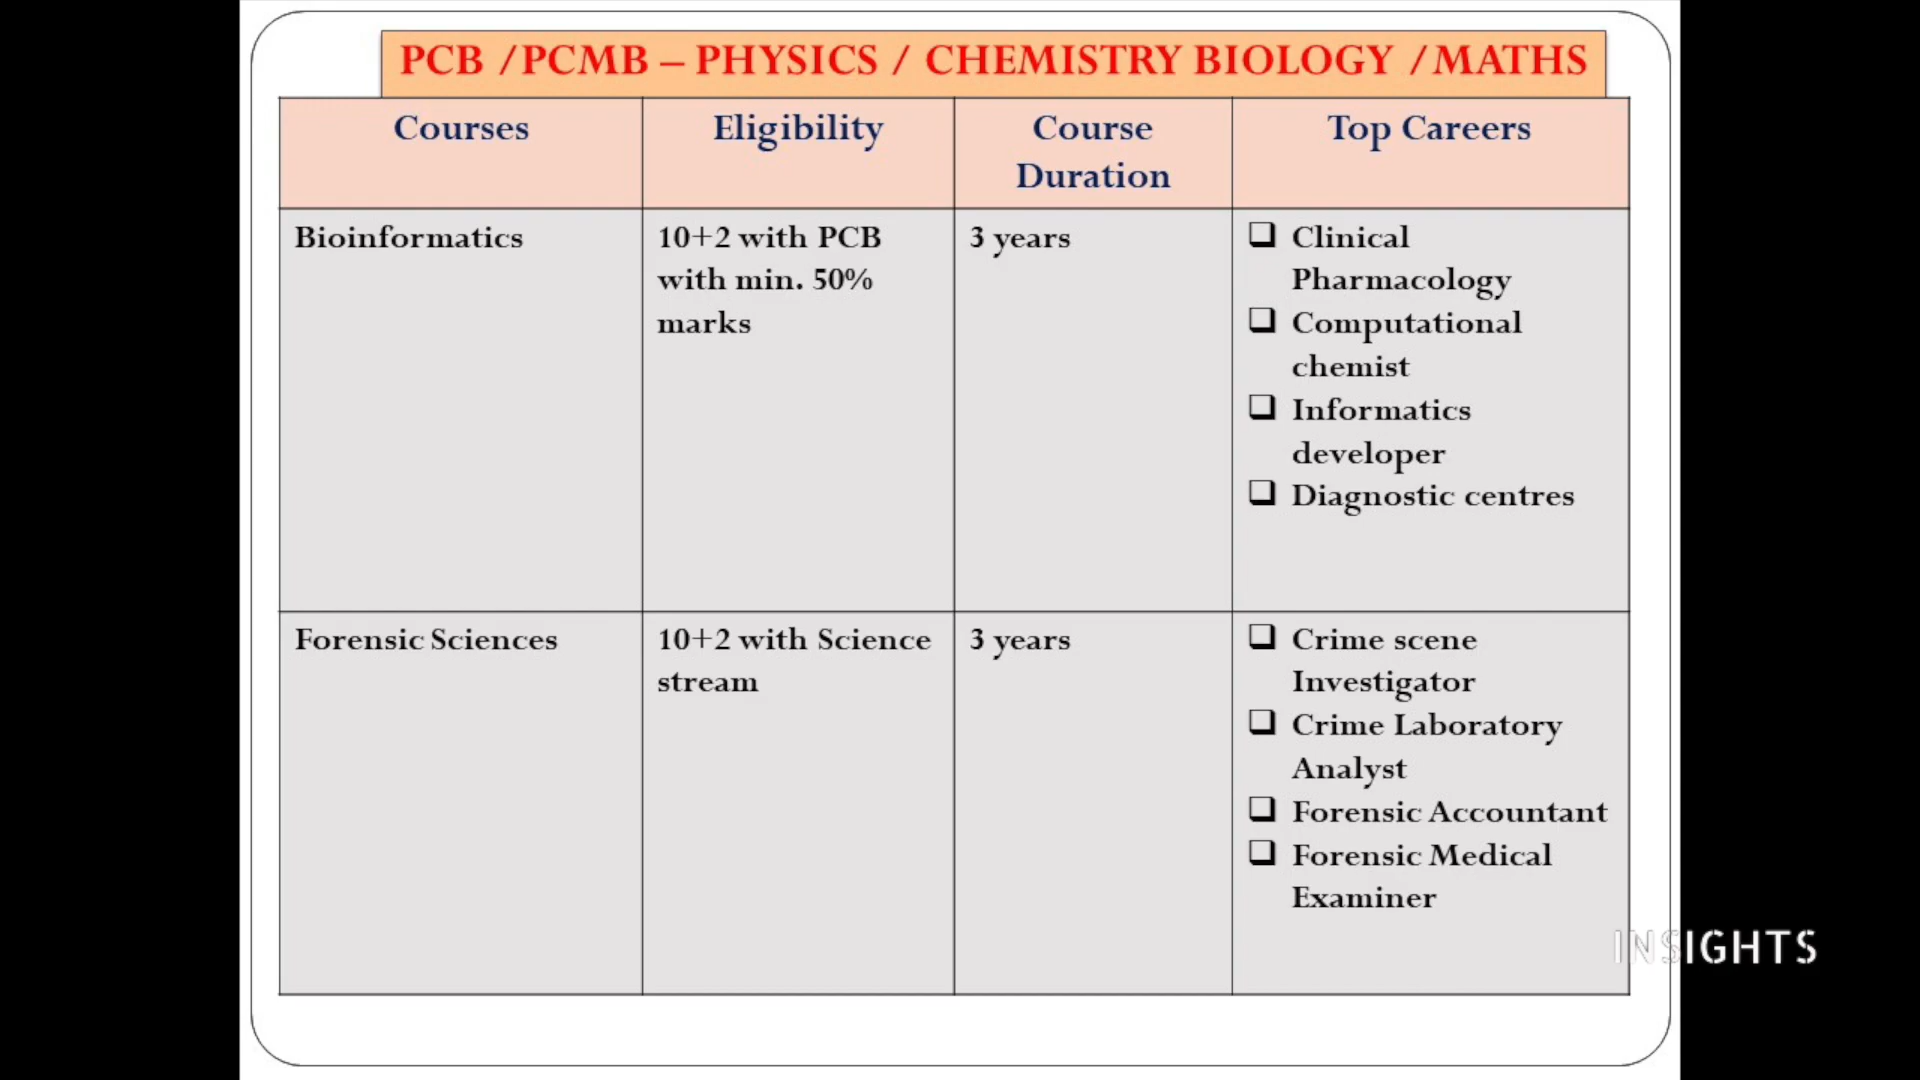 PCB /PCMB – PHYSICS / CHEMISTRY BIOLOGY /MATHS
Courses
Eligibility
Course
Duration
Top Careers
Bioinformatics
10+2 with PCB
with min. 50%
marks
3 years
❑ Clinical
Pharmacology
❑ Computational
chemist
❑ Informatics
developer
❑ Diagnostic centres
Forensic Sciences
10+2 with Science
stream
3 years
❑ Crime scene
Investigator
❑ Crime Laboratory
Analyst
❑ Forensic Accountant
❑ Forensic Medical
Examiner
INSIGHTS